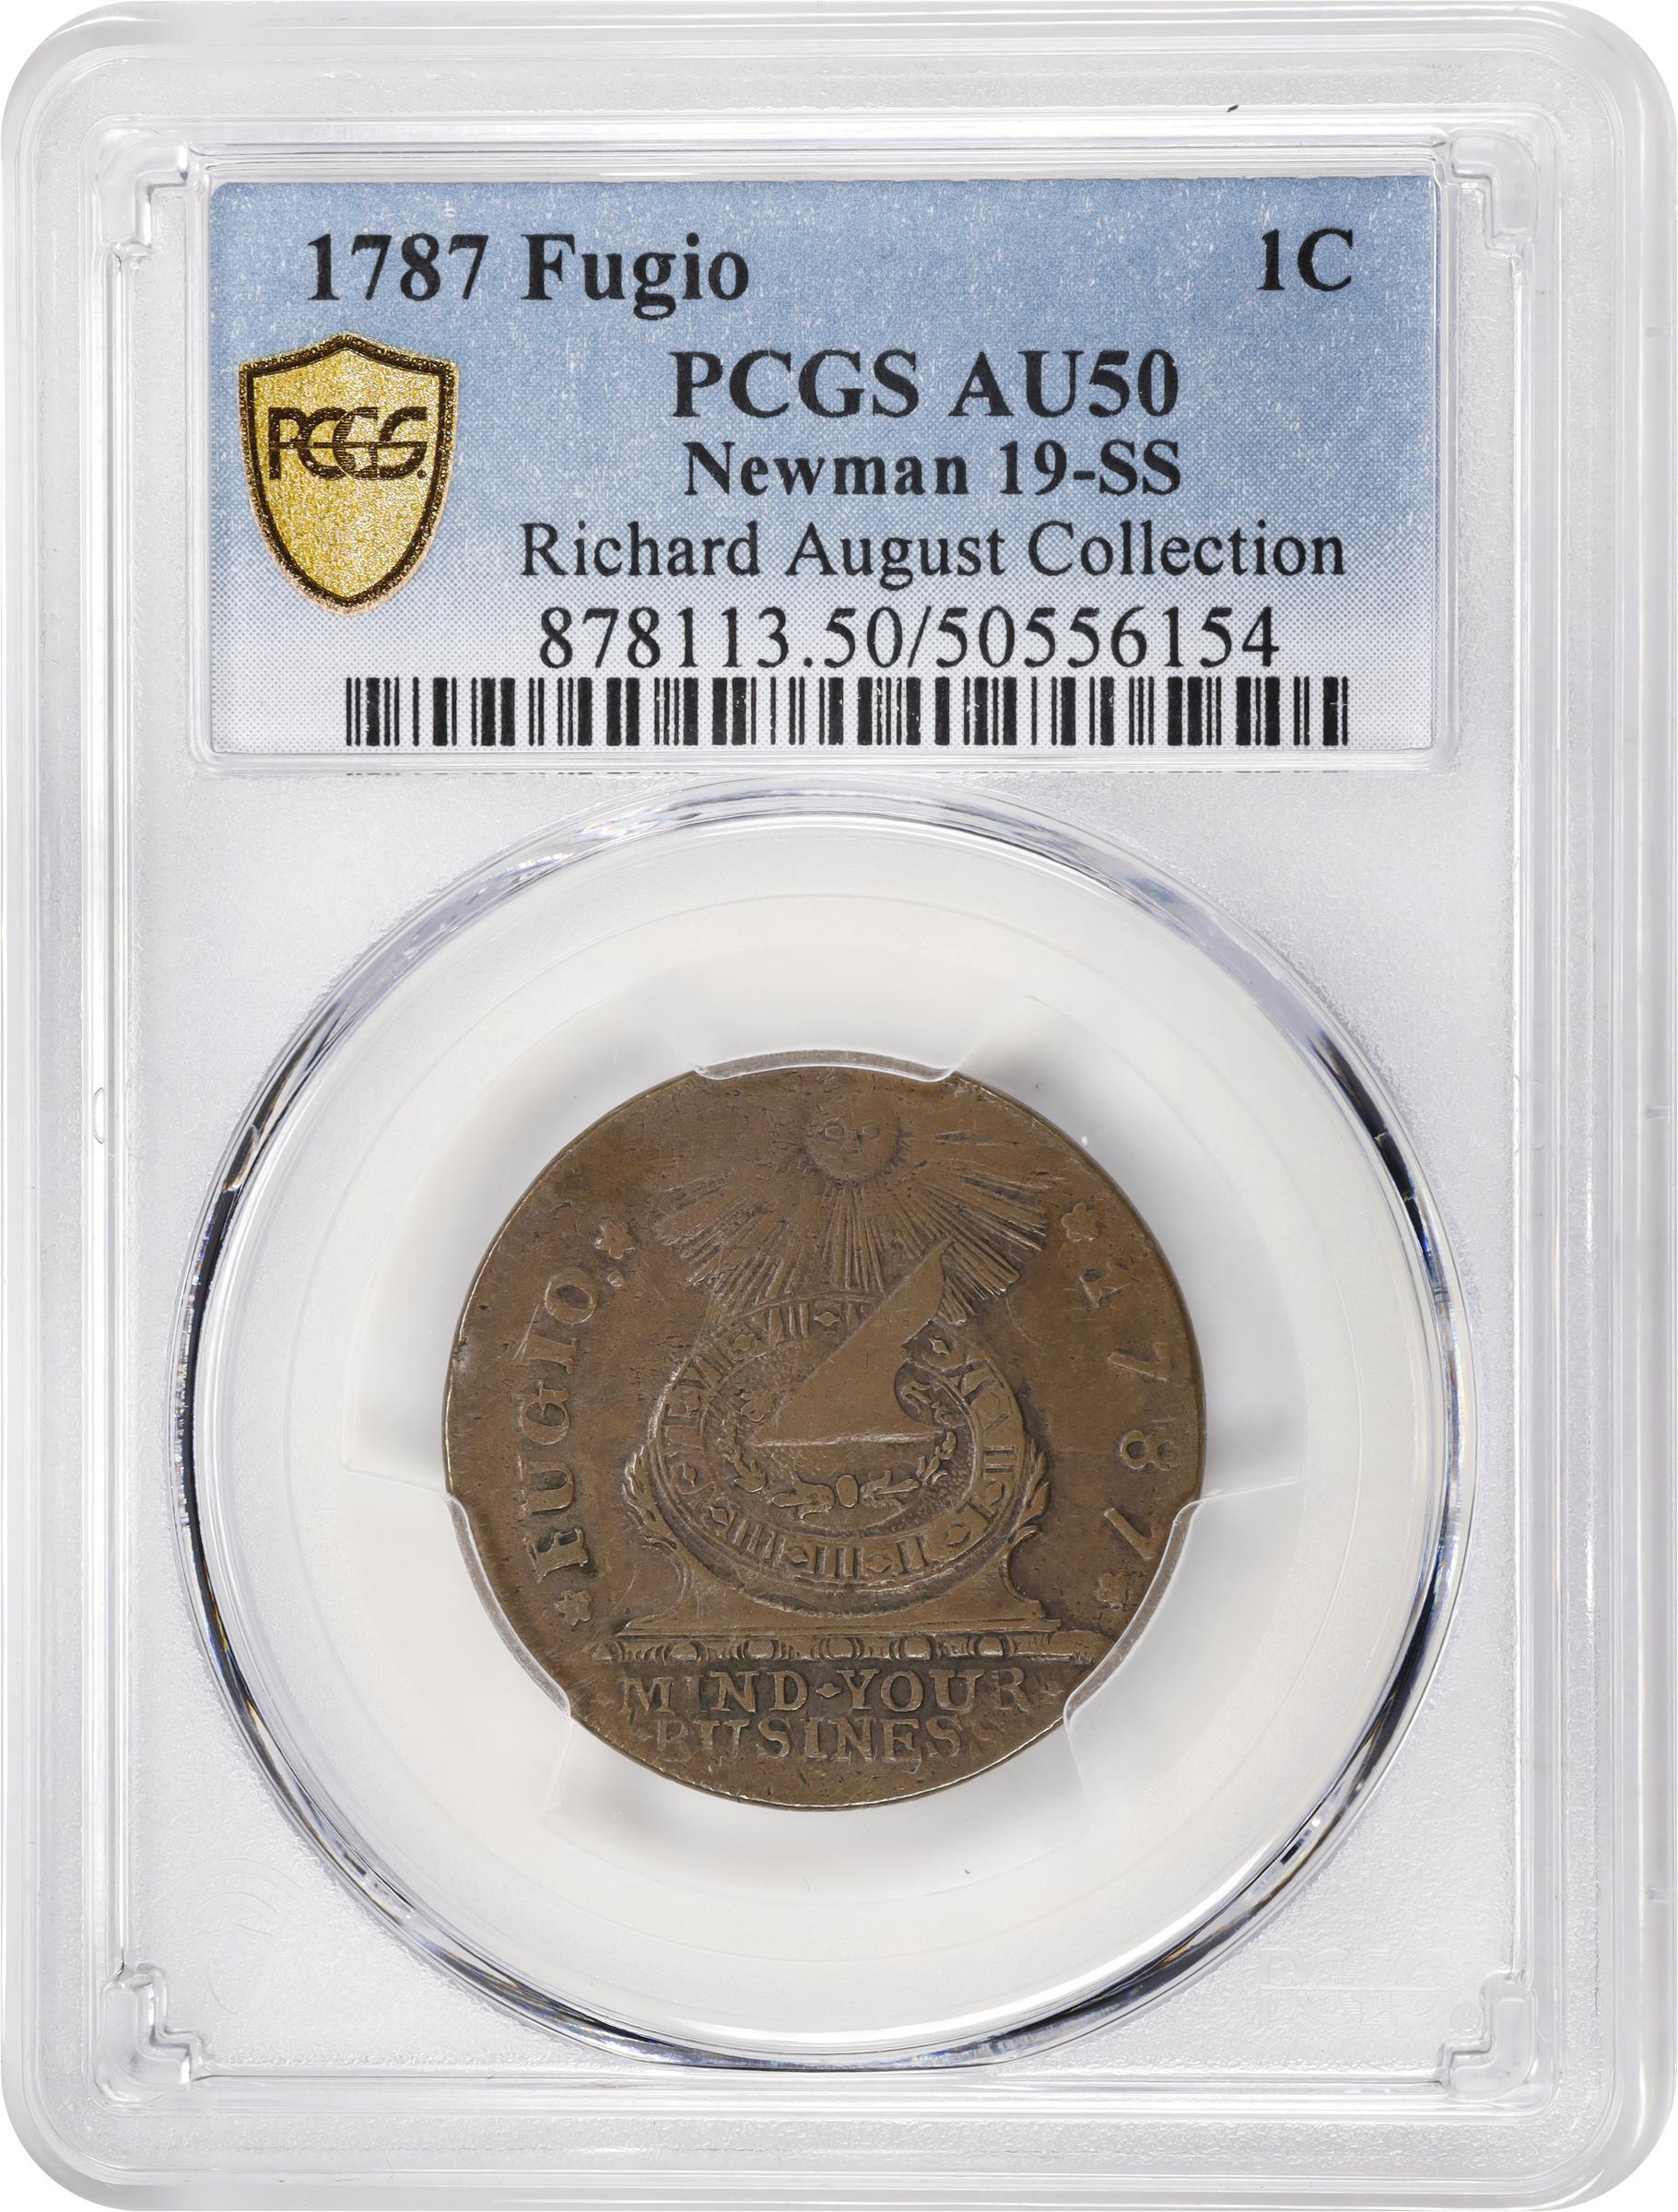 1787 Fugio 1C
PCGS AU50
PCGS
Newman 19-SS
Richard August Collection
878113.50/50556154
FUGIO.
1787
MIND YOUR
BUSINESS